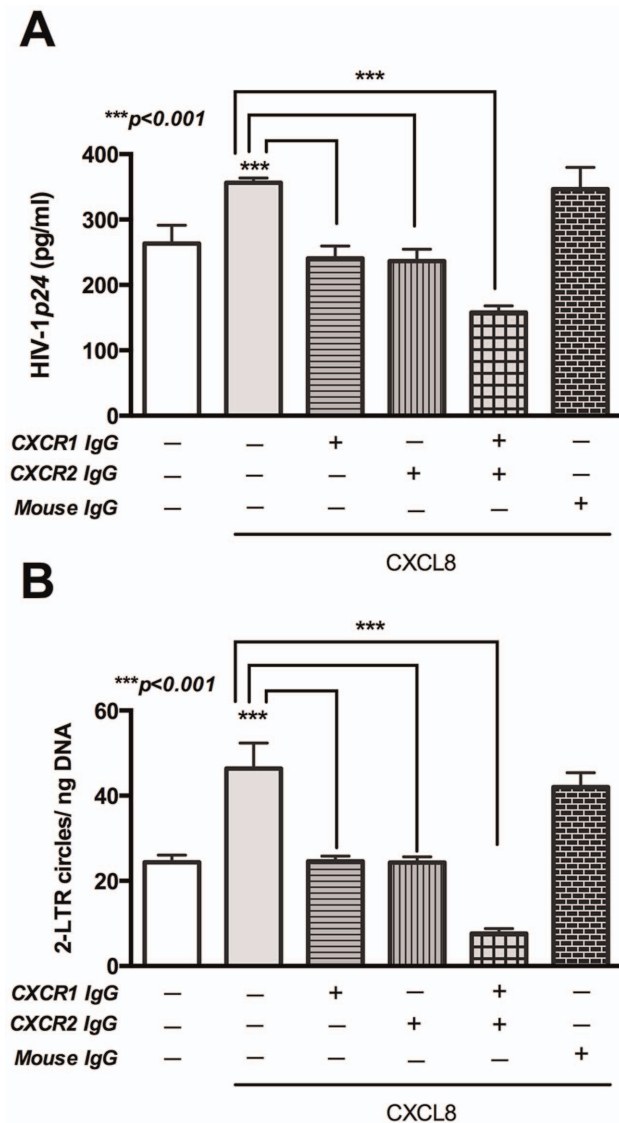 A
***
***p<0.001
***
400
300
200
100
0
HIV-1p24 (pg/ml)
CXCR1 IgG — — + — + —
CXCR2 IgG — — — + + —
Mouse IgG — — — — — +
CXCL8
B
***
***p<0.001
***
60
40
20
0
2-LTR circles/ ng DNA
CXCR1 IgG — — + — + —
CXCR2 IgG — — — + + —
Mouse IgG — — — — — +
CXCL8